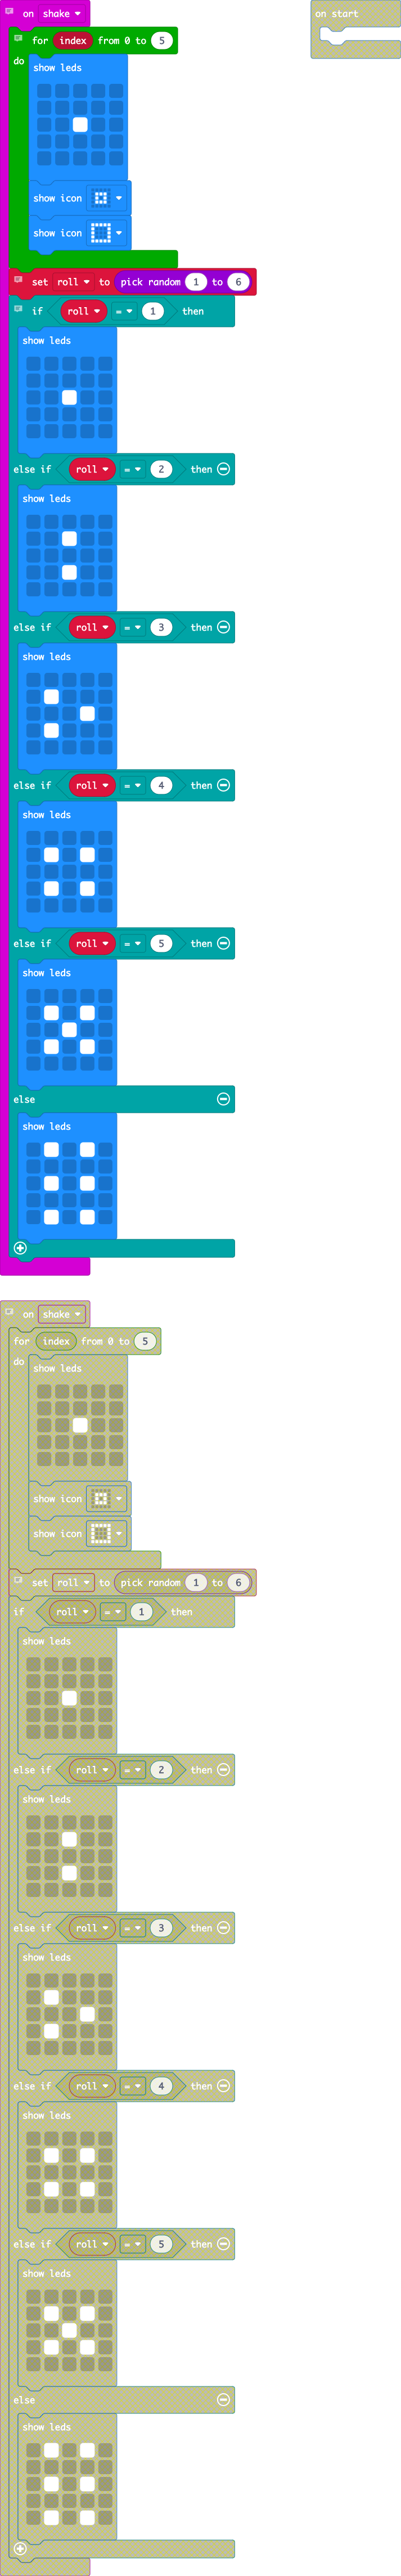 on shake
on start
for index from 0 to 5
do
show leds
show icon
show icon
set roll to pick random 1 to 6
if roll = 1 then
show leds
else if roll = 2 then
show leds
else if roll = 3 then
show leds
else if roll = 4 then
show leds
else if roll = 5 then
show leds
else
show leds
on shake
for index from 0 to 5
do
show leds
show icon
show icon
set roll to pick random 1 to 6
if roll = 1 then
show leds
else if roll = 2 then
show leds
else if roll = 3 then
show leds
else if roll = 4 then
show leds
else if roll = 5 then
show leds
else
show leds